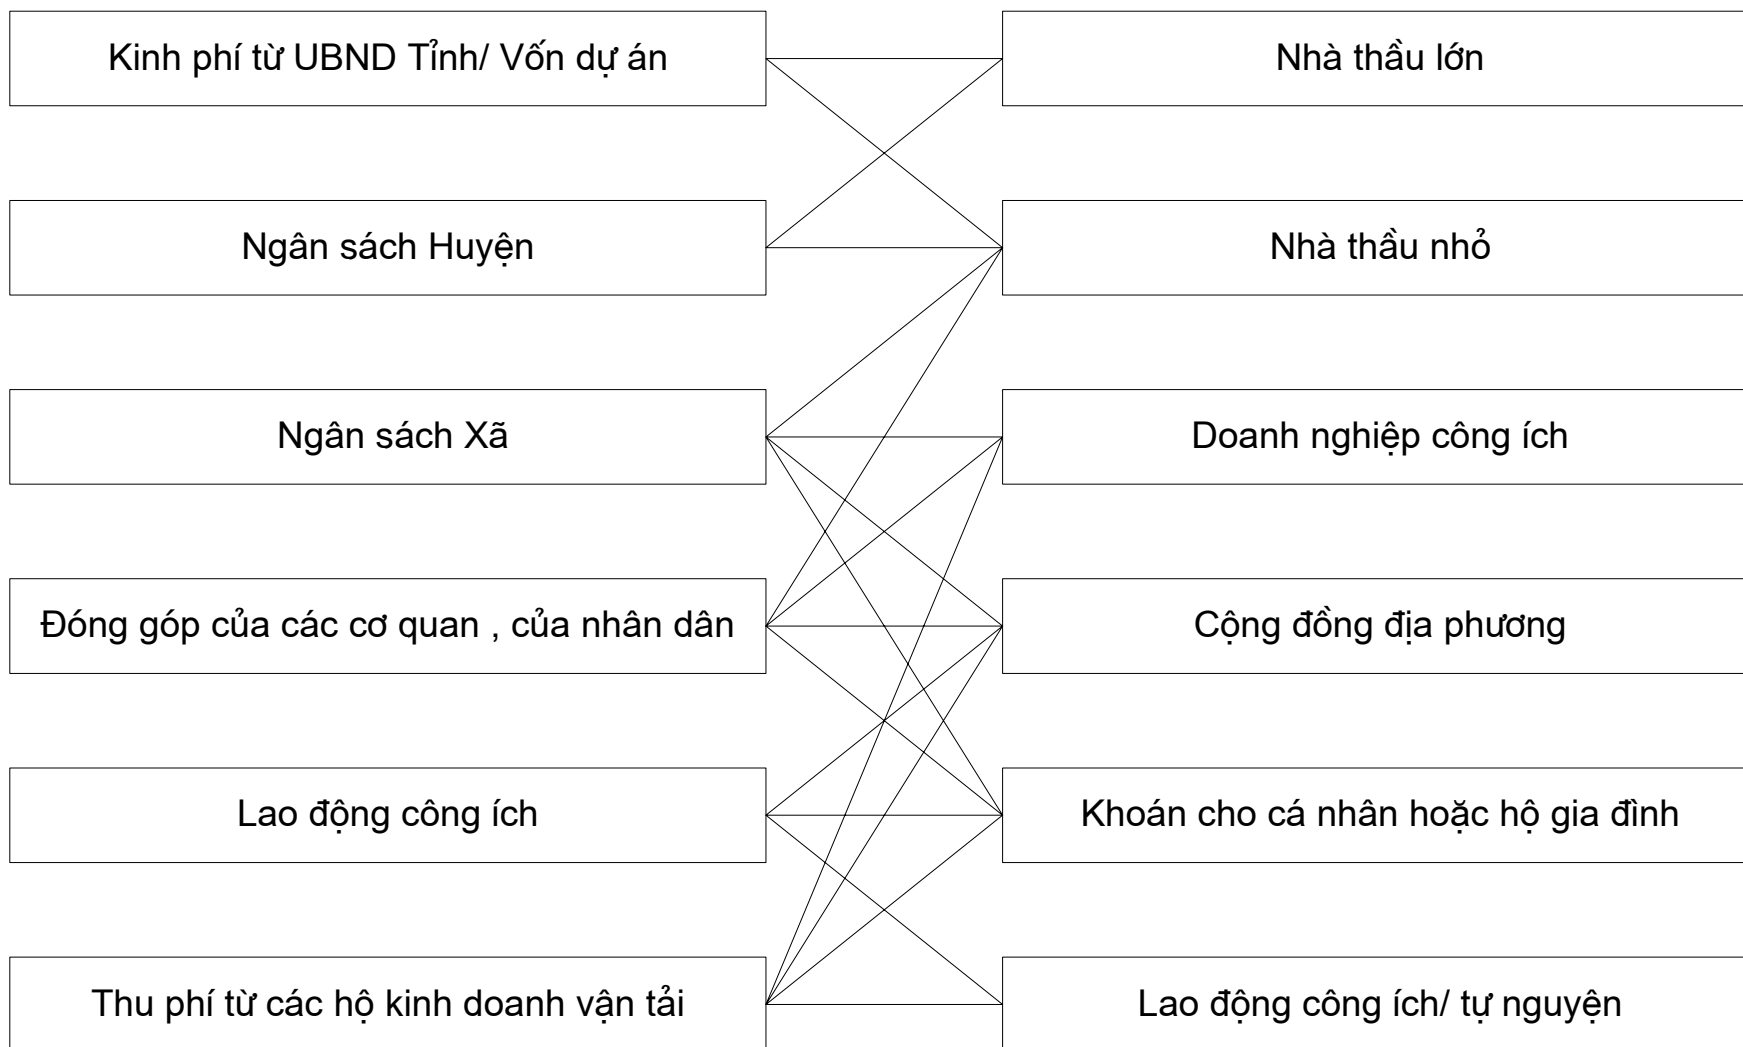 Kinh phí từ UBND Tỉnh/ Vốn dự án
Nhà thầu lớn
Ngân sách Huyện
Nhà thầu nhỏ
Ngân sách Xã
Doanh nghiệp công ích
Đóng góp của các cơ quan , của nhân dân
Cộng đồng địa phương
Lao động công ích
Khoán cho cá nhân hoặc hộ gia đình
Thu phí từ các hộ kinh doanh vận tải
Lao động công ích/ tự nguyện